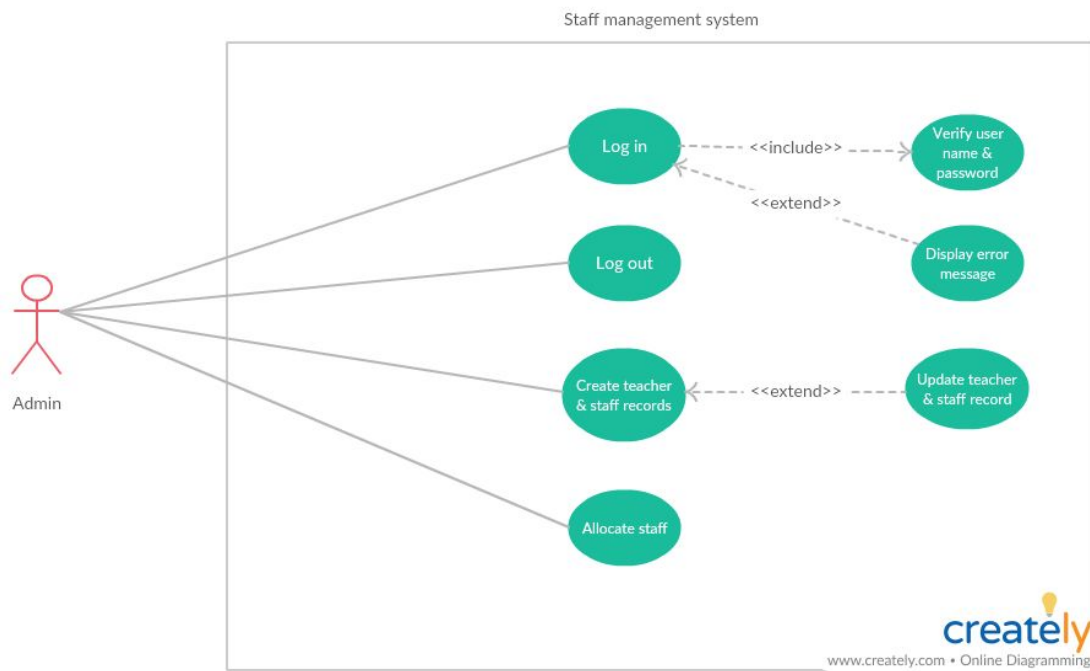 Staff management system
Log in
<<include>>
Verify user
name &
password
<<extend>>
Log out
Display error
message
Admin
Create teacher
& staff records
<<extend>>
Update teacher
& staff record
Allocate staff
creately
www.creately.com • Online Diagramming